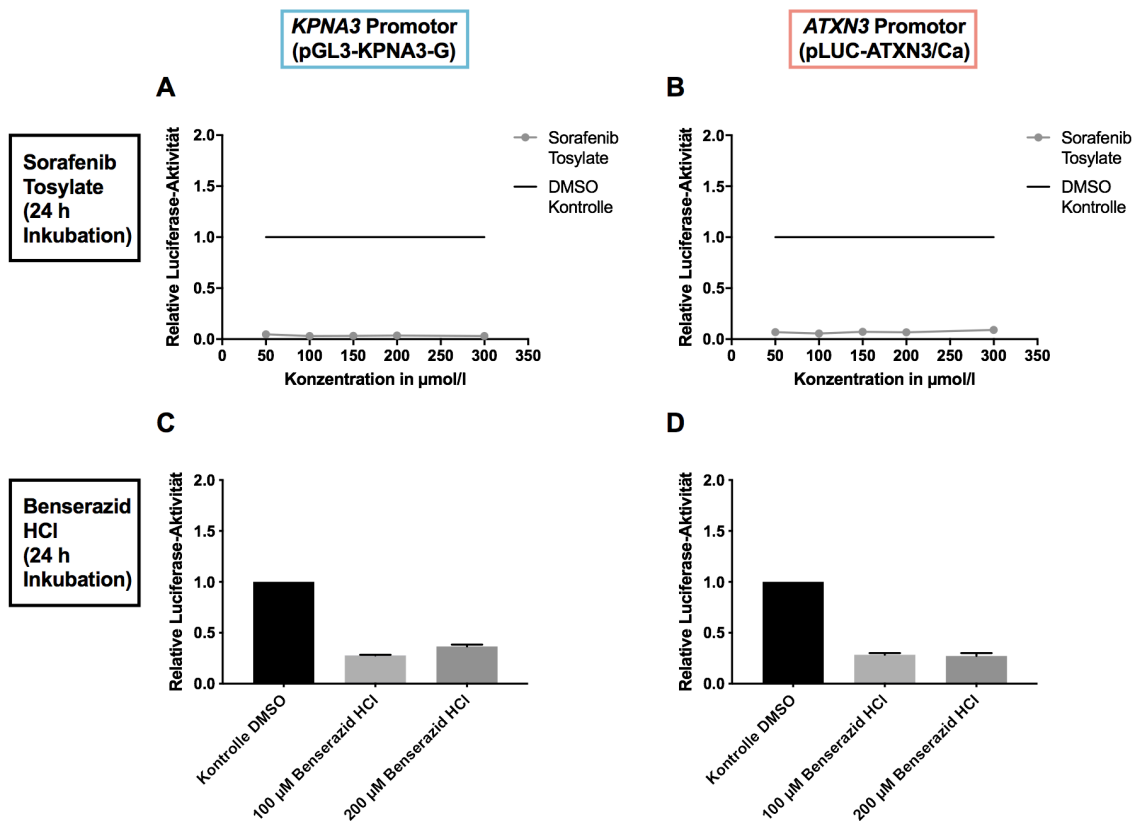 KPNA3 Promotor
(pGL3-KPNA3-G)
ATXN3 Promotor
(pLUC-ATXN3/Ca)
Sorafenib
Tosylate
(24 h
Inkubation)
A
Relative Luciferase-Aktivität
2.0
1.5
1.0
0.5
0.0
0
50
100
150
200
250
300
350
Konzentration in µmol/l
Sorafenib
Tosylate
DMSO
Kontrolle
B
Relative Luciferase-Aktivität
2.0
1.5
1.0
0.5
0.0
0
50
100
150
200
250
300
350
Konzentration in µmol/l
Sorafenib
Tosylate
DMSO
Kontrolle
Benserazid
HCl
(24 h
Inkubation)
C
Relative Luciferase-Aktivität
2.0
1.5
1.0
0.5
0.0
Kontrolle DMSO
100 µM Benserazid HCl
200 µM Benserazid HCl
D
Relative Luciferase-Aktivität
2.0
1.5
1.0
0.5
0.0
Kontrolle DMSO
100 µM Benserazid HCl
200 µM Benserazid HCl